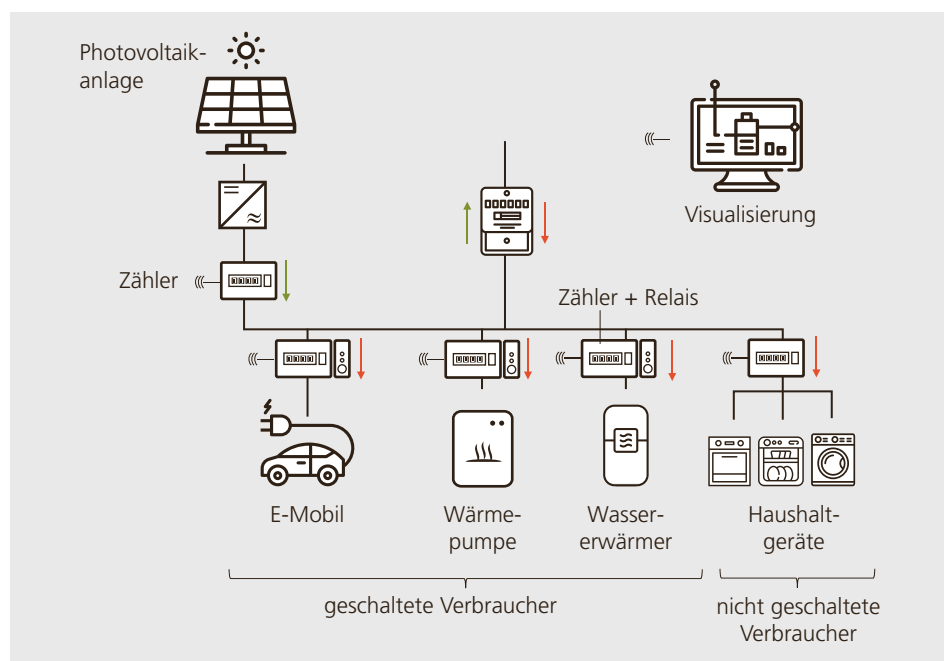 Photovoltaik-
anlage
Visualisierung
Zähler
Zähler + Relais
E-Mobil
Wärme-
pumpe
Wasser-
erwärmer
Haushalt-
geräte
geschaltete Verbraucher
nicht geschaltete
Verbraucher